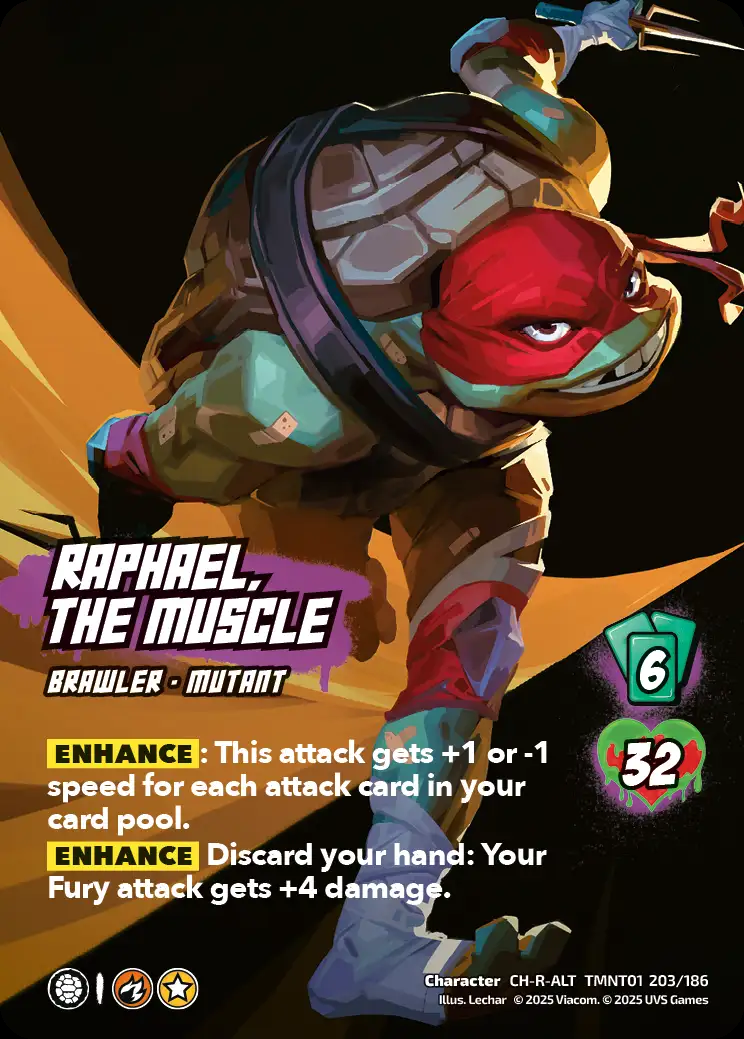 RAPHAEL,
THE MUSCLE
BRAWLER · MUTANT
6
32
ENHANCE: This attack gets +1 or -1
speed for each attack card in your
card pool.
ENHANCE Discard your hand: Your
Fury attack gets +4 damage.
Character CH-R-ALT TMNT01 203/186
Illus. Lechar © 2025 Viacom. © 2025 UVS Games